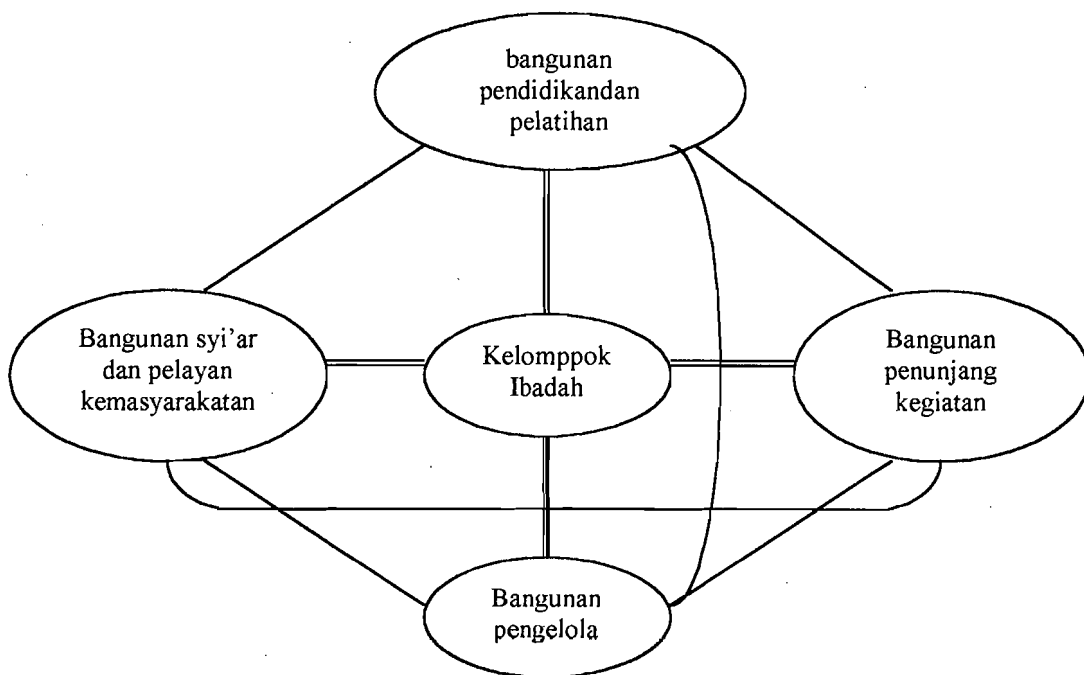 bangunan
pendidikandan
pelatihan
Bangunan syi'ar
dan pelayan
kemasyarakatan
Kelomppok
Ibadah
Bangunan
penunjang
kegiatan
Bangunan
pengelola